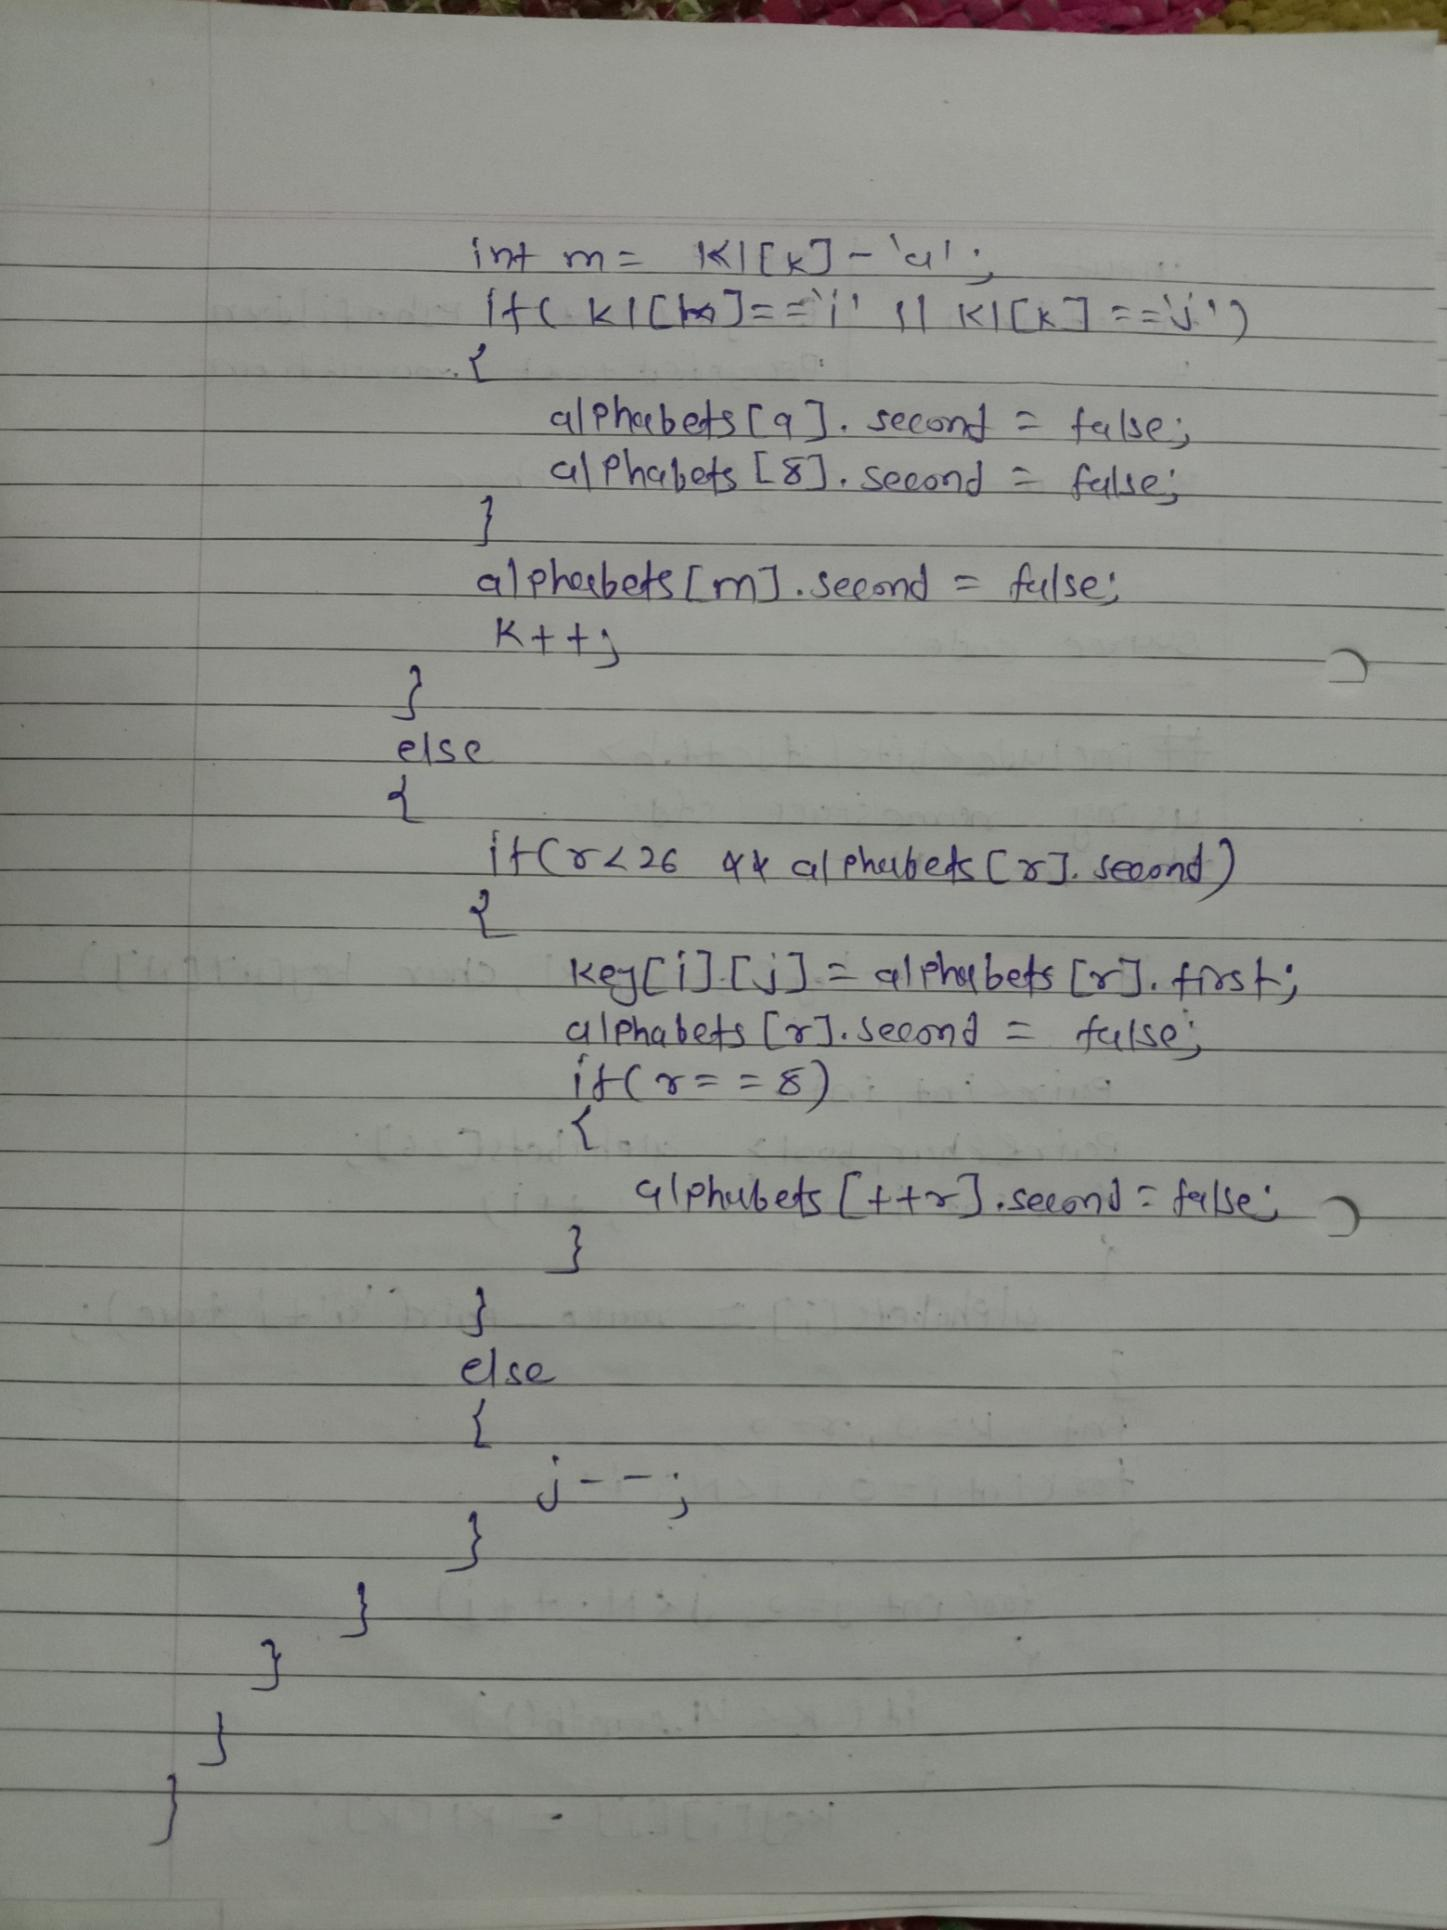 int m = k1[k] - 'a';
if( k1[k]=='i' || k1[k]=='j')
{
alphabets[9].second = false;
alphabets[8].second = false;
}
alphabets[m].second = false;
k++;
}
else
{
if(r<26 && alphabets[r].second)
{
key[i][j] = alphabets[r].first;
alphabets[r].second = false;
if(r==8)
{
alphabets[++r].second = false;
}
}
else
{
j--;
}
}
}
}
}